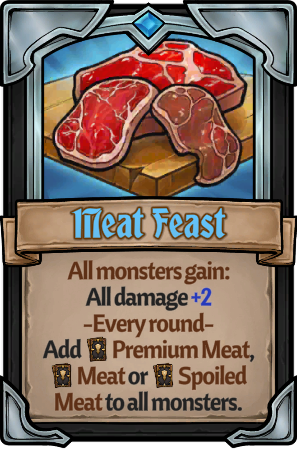 Meat Feast
All monsters gain:
All damage +2
-Every round-
Add Premium Meat,
Meat or Spoiled
Meat to all monsters.